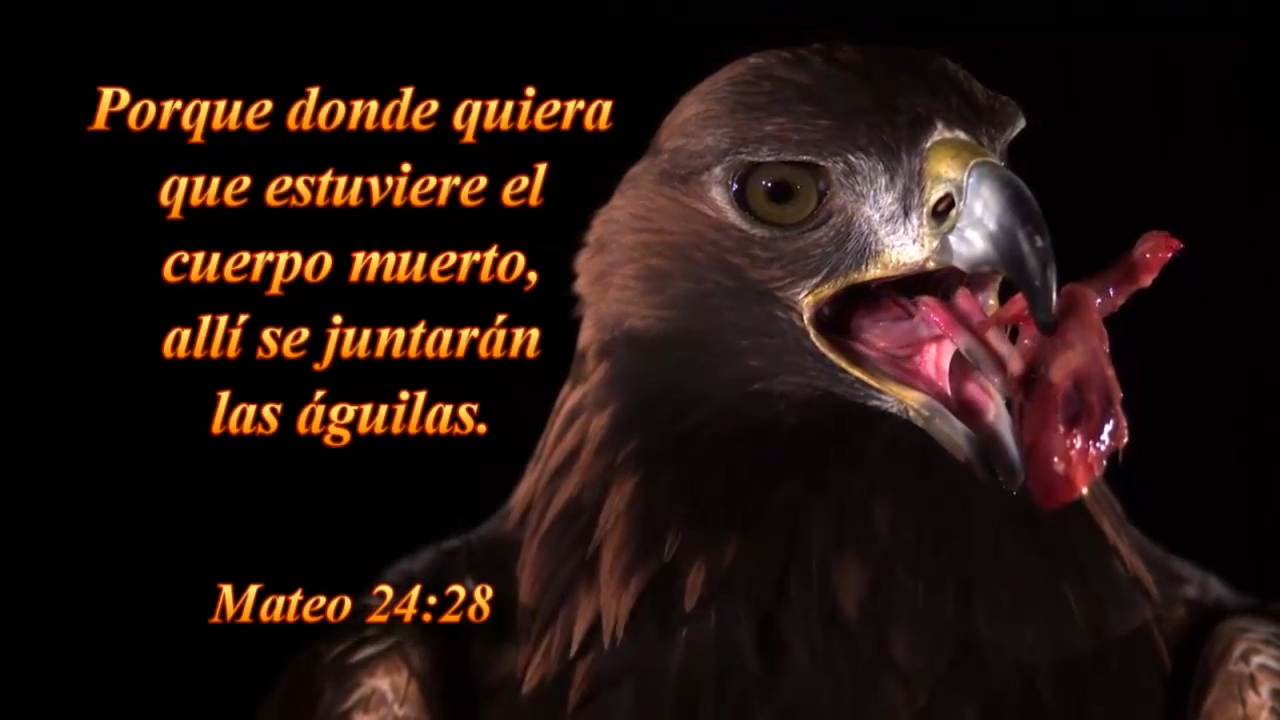 Porque donde quiera
que estuviere el
cuerpo muerto,
allí se juntarán
las águilas.
Mateo 24:28